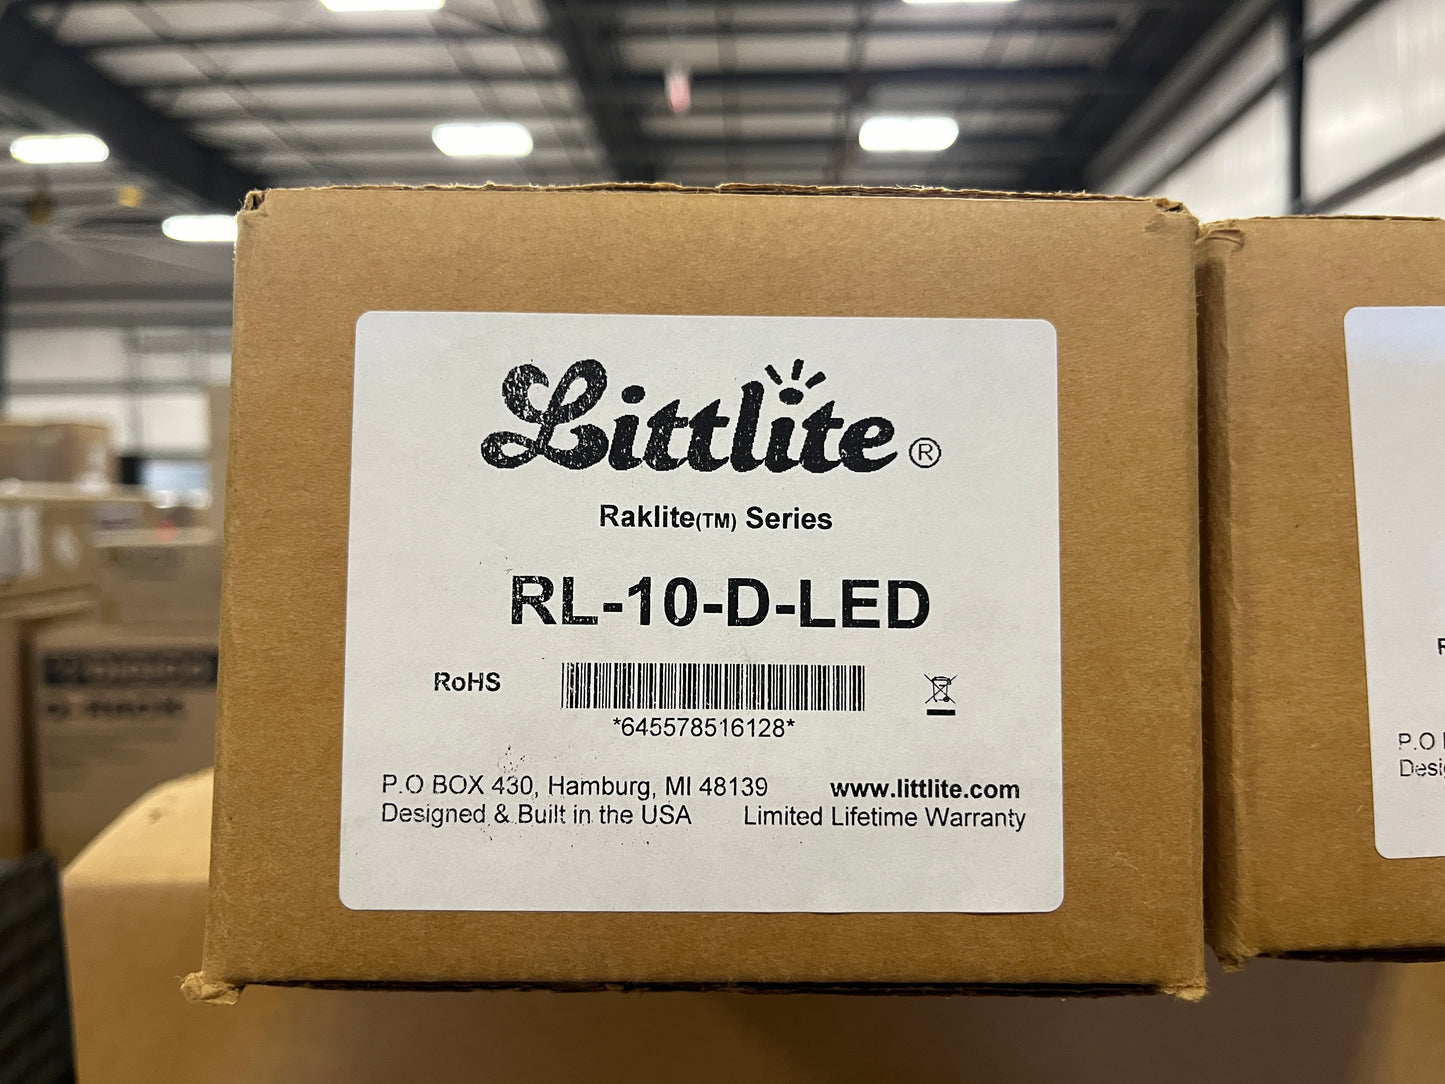 Littlite®
Raklite(TM) Series
RL-10-D-LED
RoHS
*645578516128*
P.O BOX 430, Hamburg, MI 48139 www.littlite.com
Designed & Built in the USA Limited Lifetime Warranty
P.O